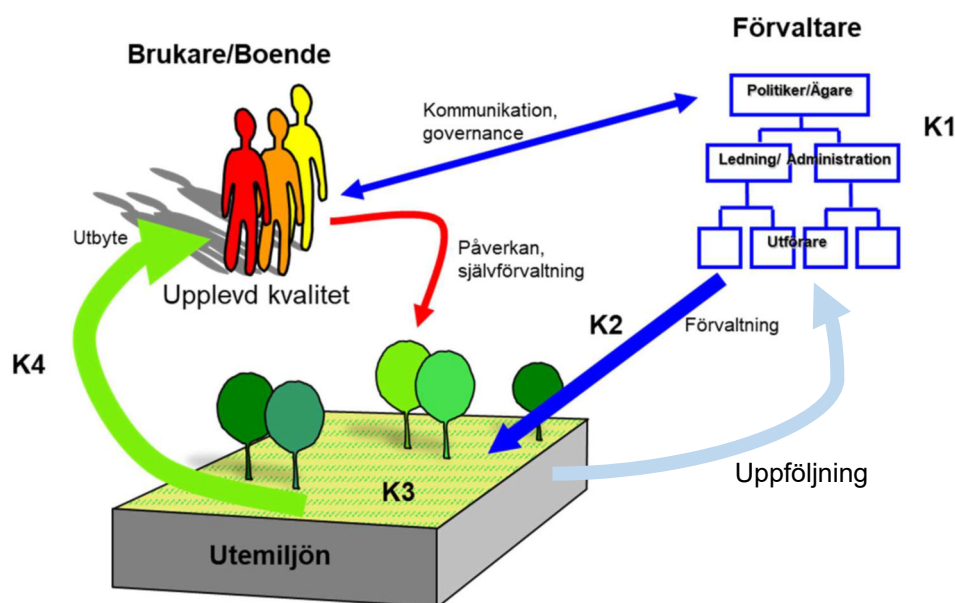 Förvaltare
Brukare/Boende
Politiker/Ägare
K1
Kommunikation,
governance
Ledning/ Administration
Utbyte
Påverkan,
självförvaltning
Utförare
Upplevd kvalitet
K2
Förvaltning
K4
Uppföljning
K3
Utemiljön